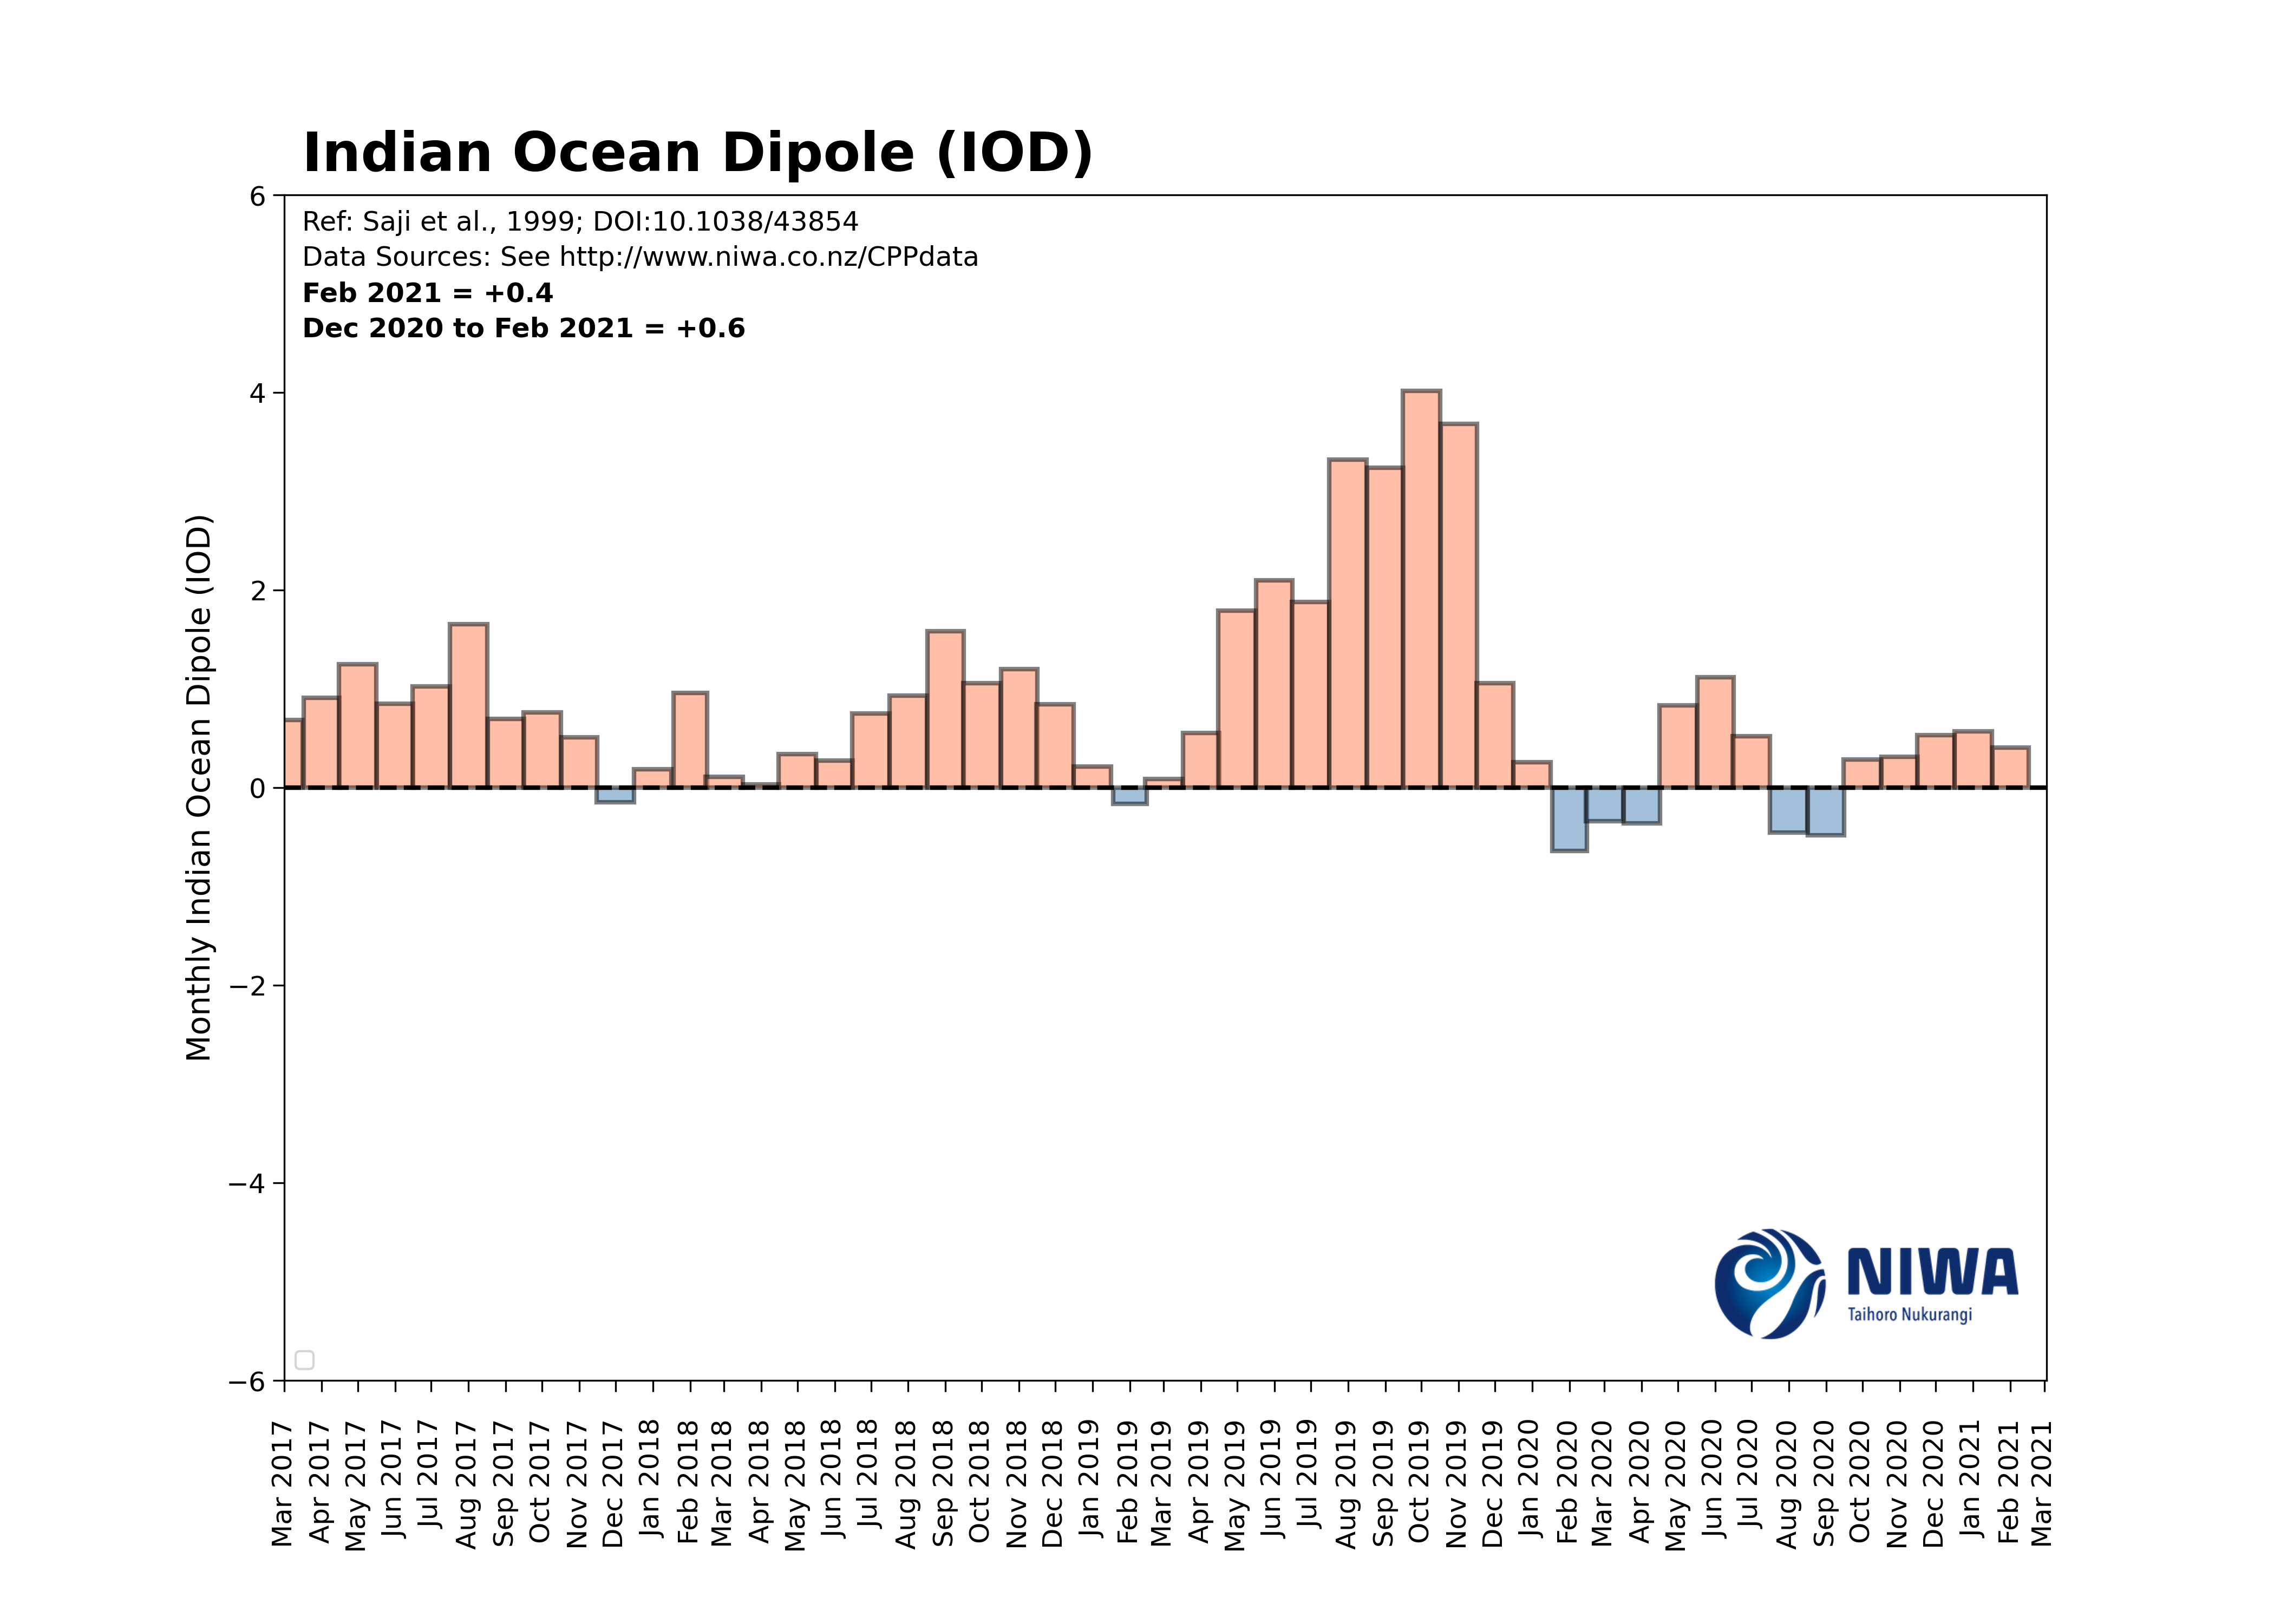 Indian Ocean Dipole (IOD)
Ref: Saji et al., 1999; DOI:10.1038/43854
Data Sources: See http://www.niwa.co.nz/CPPdata
Feb 2021 = +0.4
Dec 2020 to Feb 2021 = +0.6
Monthly Indian Ocean Dipole (IOD)
6
4
2
0
−2
−4
−6
NIWA
Taihoro Nukurangi
Mar 2017
Apr 2017
May 2017
Jun 2017
Jul 2017
Aug 2017
Sep 2017
Oct 2017
Nov 2017
Dec 2017
Jan 2018
Feb 2018
Mar 2018
Apr 2018
May 2018
Jun 2018
Jul 2018
Aug 2018
Sep 2018
Oct 2018
Nov 2018
Dec 2018
Jan 2019
Feb 2019
Mar 2019
Apr 2019
May 2019
Jun 2019
Jul 2019
Aug 2019
Sep 2019
Oct 2019
Nov 2019
Dec 2019
Jan 2020
Feb 2020
Mar 2020
Apr 2020
May 2020
Jun 2020
Jul 2020
Aug 2020
Sep 2020
Oct 2020
Nov 2020
Dec 2020
Jan 2021
Feb 2021
Mar 2021